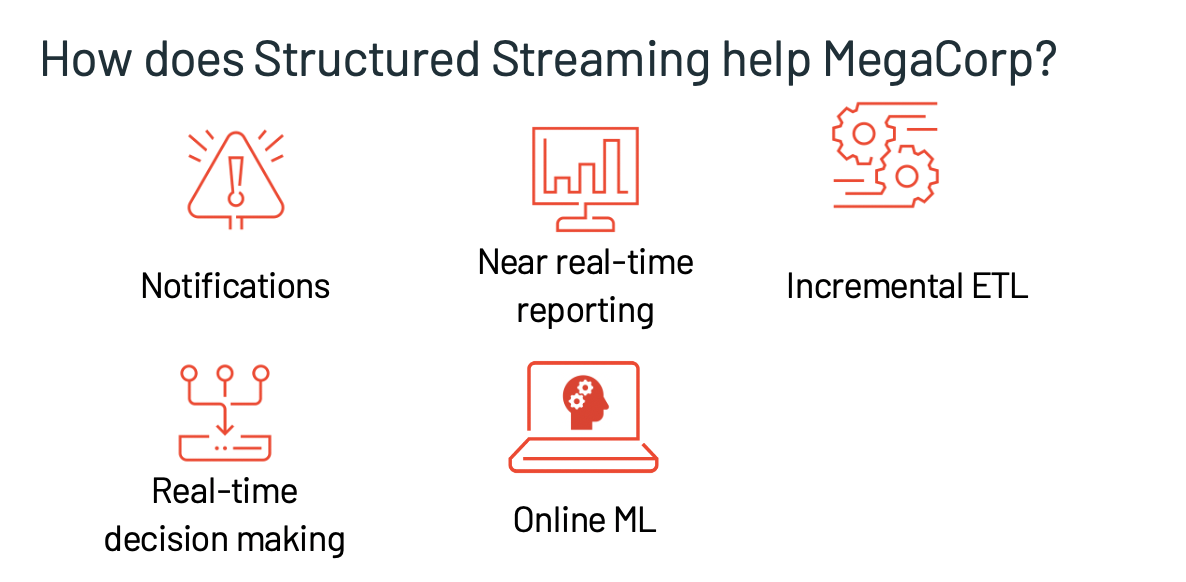 How does Structured Streaming help MegaCorp?
Notifications
Near real-time
reporting
Incremental ETL
Real-time
decision making
Online ML